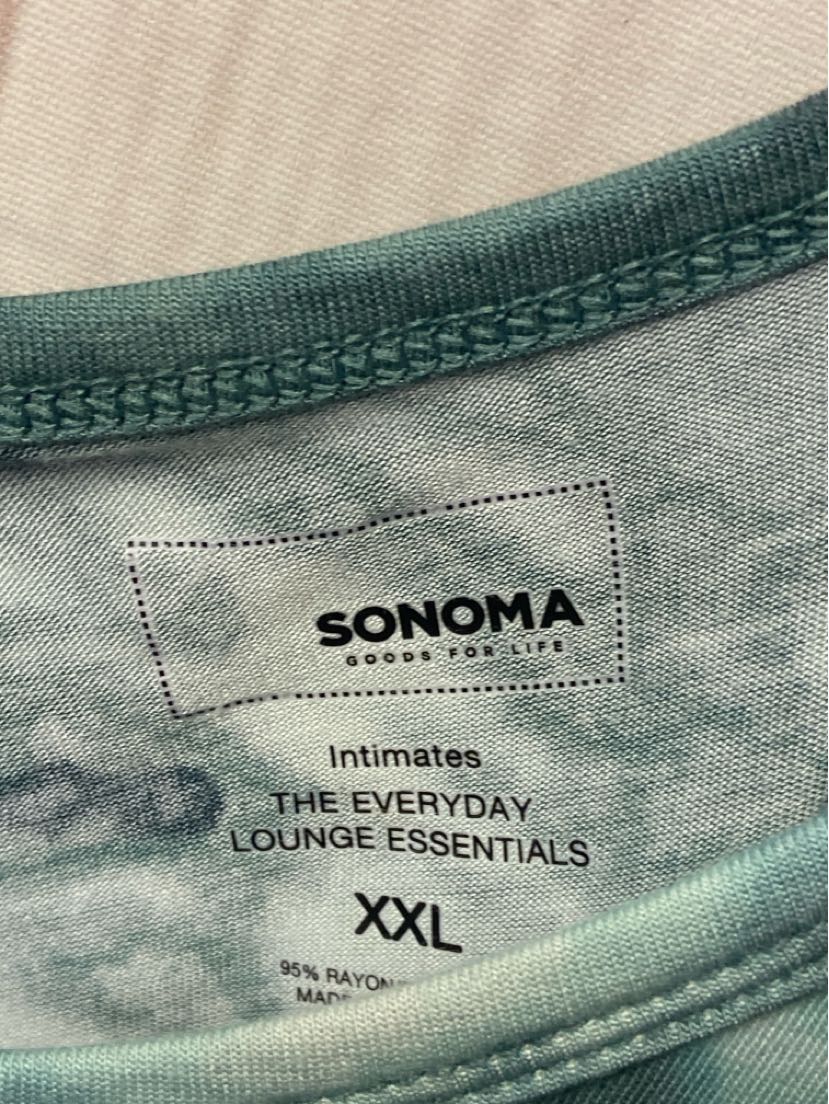 SONOMA
GOODS FOR LIFE
Intimates
THE EVERYDAY
LOUNGE ESSENTIALS
XXL
95% RAYON